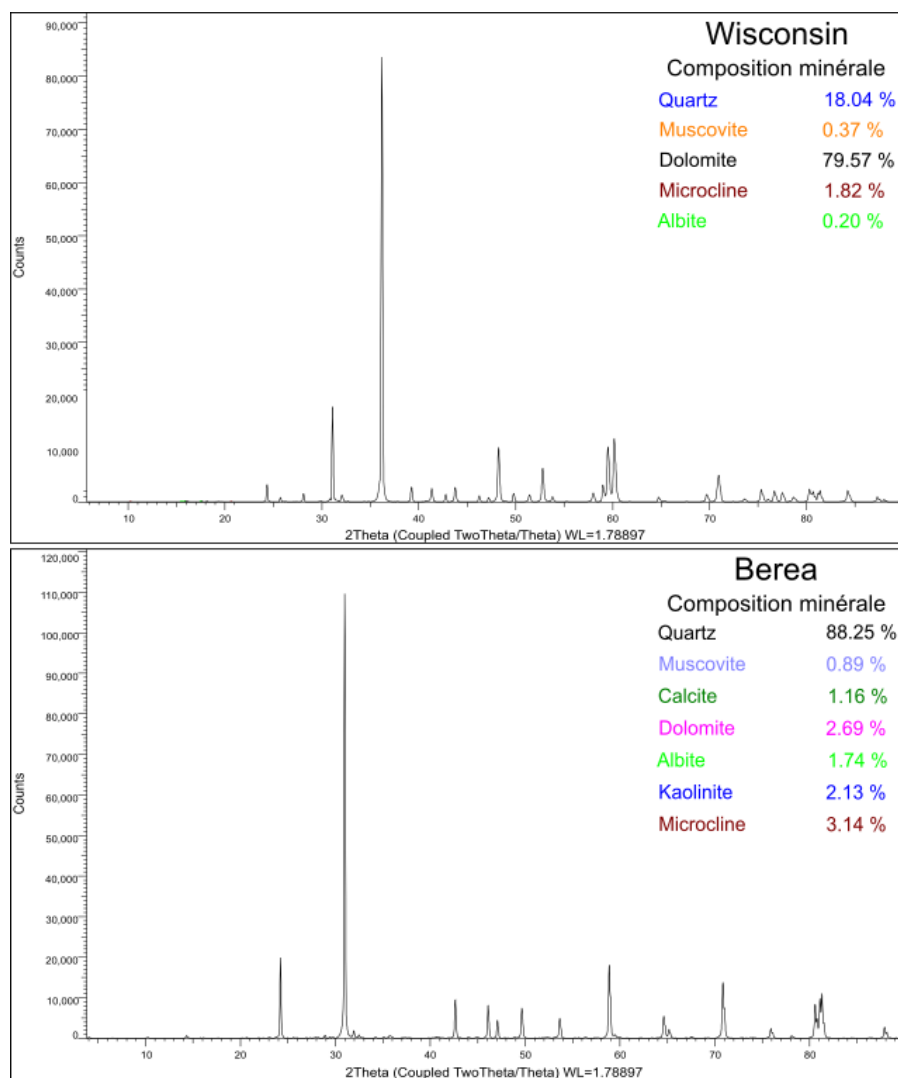 Wisconsin
Composition minérale
Quartz 18.04 %
Muscovite 0.37 %
Dolomite 79.57 %
Microcline 1.82 %
Albite 0.20 %
90,000
80,000
70,000
60,000
50,000
40,000
30,000
20,000
10,000
0
Counts
10 20 30 40 50 60 70 80
2Theta (Coupled TwoTheta/Theta) WL=1.78897
Berea
Composition minérale
Quartz 88.25 %
Muscovite 0.89 %
Calcite 1.16 %
Dolomite 2.69 %
Albite 1.74 %
Kaolinite 2.13 %
Microcline 3.14 %
120,000
110,000
100,000
90,000
80,000
70,000
60,000
50,000
40,000
30,000
20,000
10,000
0
Counts
10 20 30 40 50 60 70 80
2Theta (Coupled TwoTheta/Theta) WL=1.78897